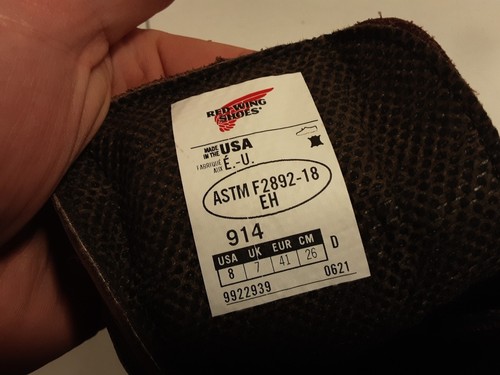 RED WING
SHOES®
MADE IN THE USA
FABRIQUÉ AUX É.-U.
ASTM F2892-18
EH
914
USA UK EUR CM
8 7 41 26 D
9922939 0621